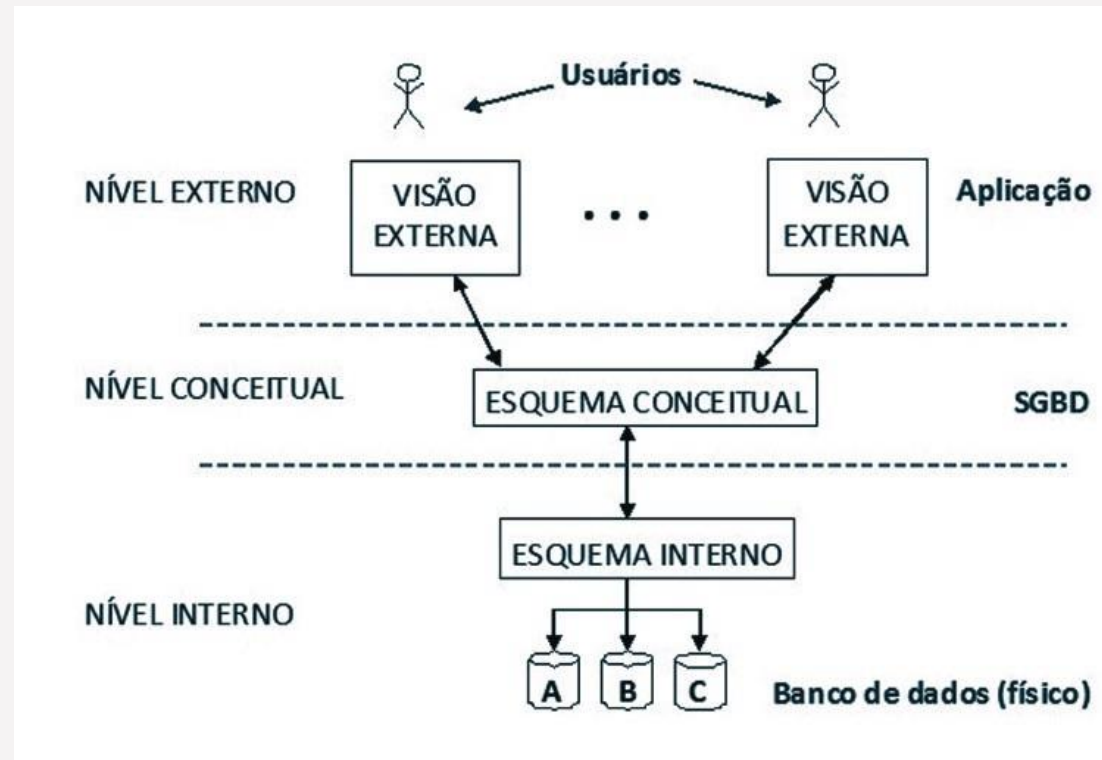 Usuários
NÍVEL EXTERNO
VISÃO
EXTERNA
...
VISÃO
EXTERNA
Aplicação
NÍVEL CONCEITUAL
ESQUEMA CONCEITUAL
SGBD
ESQUEMA INTERNO
NÍVEL INTERNO
A
B
C
Banco de dados (físico)